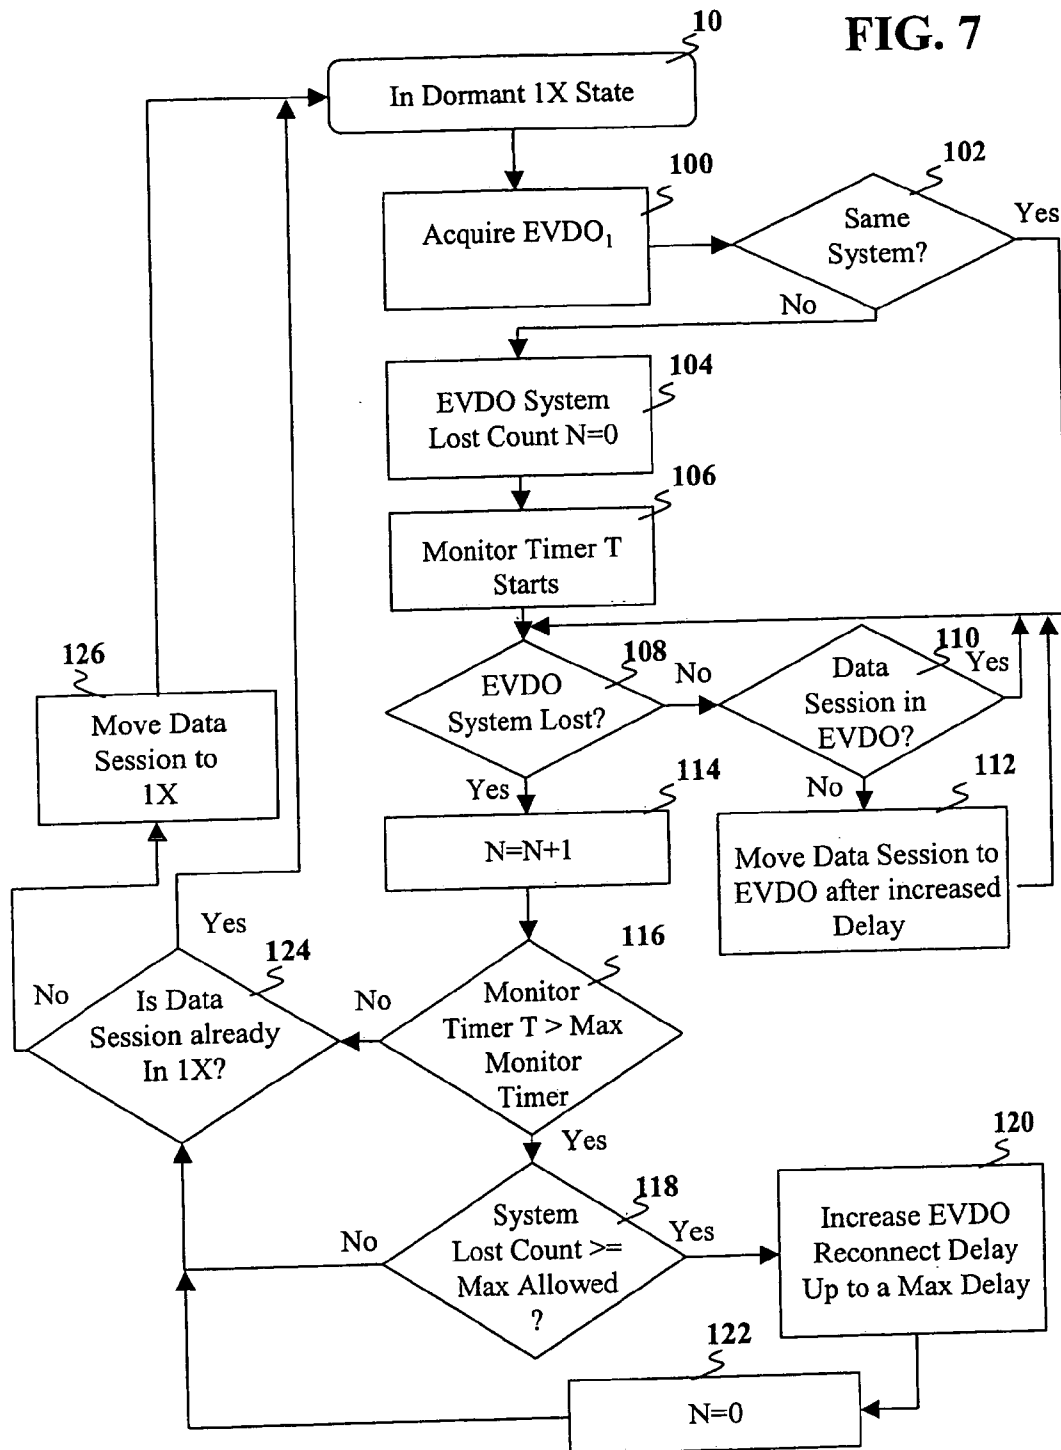 FIG. 7
10
In Dormant 1X State
100
Acquire EVDO₁
102
Same
System?
Yes
No
104
EVDO System
Lost Count N=0
106
Monitor Timer T
Starts
108
EVDO
System Lost?
No
Yes
110
Data
Session in
EVDO?
Yes
No
112
Move Data Session to
EVDO after increased
Delay
114
N=N+1
116
Monitor
Timer T > Max
Monitor
Timer
No
Yes
118
System
Lost Count >=
Max Allowed
?
No
Yes
120
Increase EVDO
Reconnect Delay
Up to a Max Delay
122
N=0
124
Is Data
Session already
In 1X?
No
Yes
126
Move Data
Session to
1X